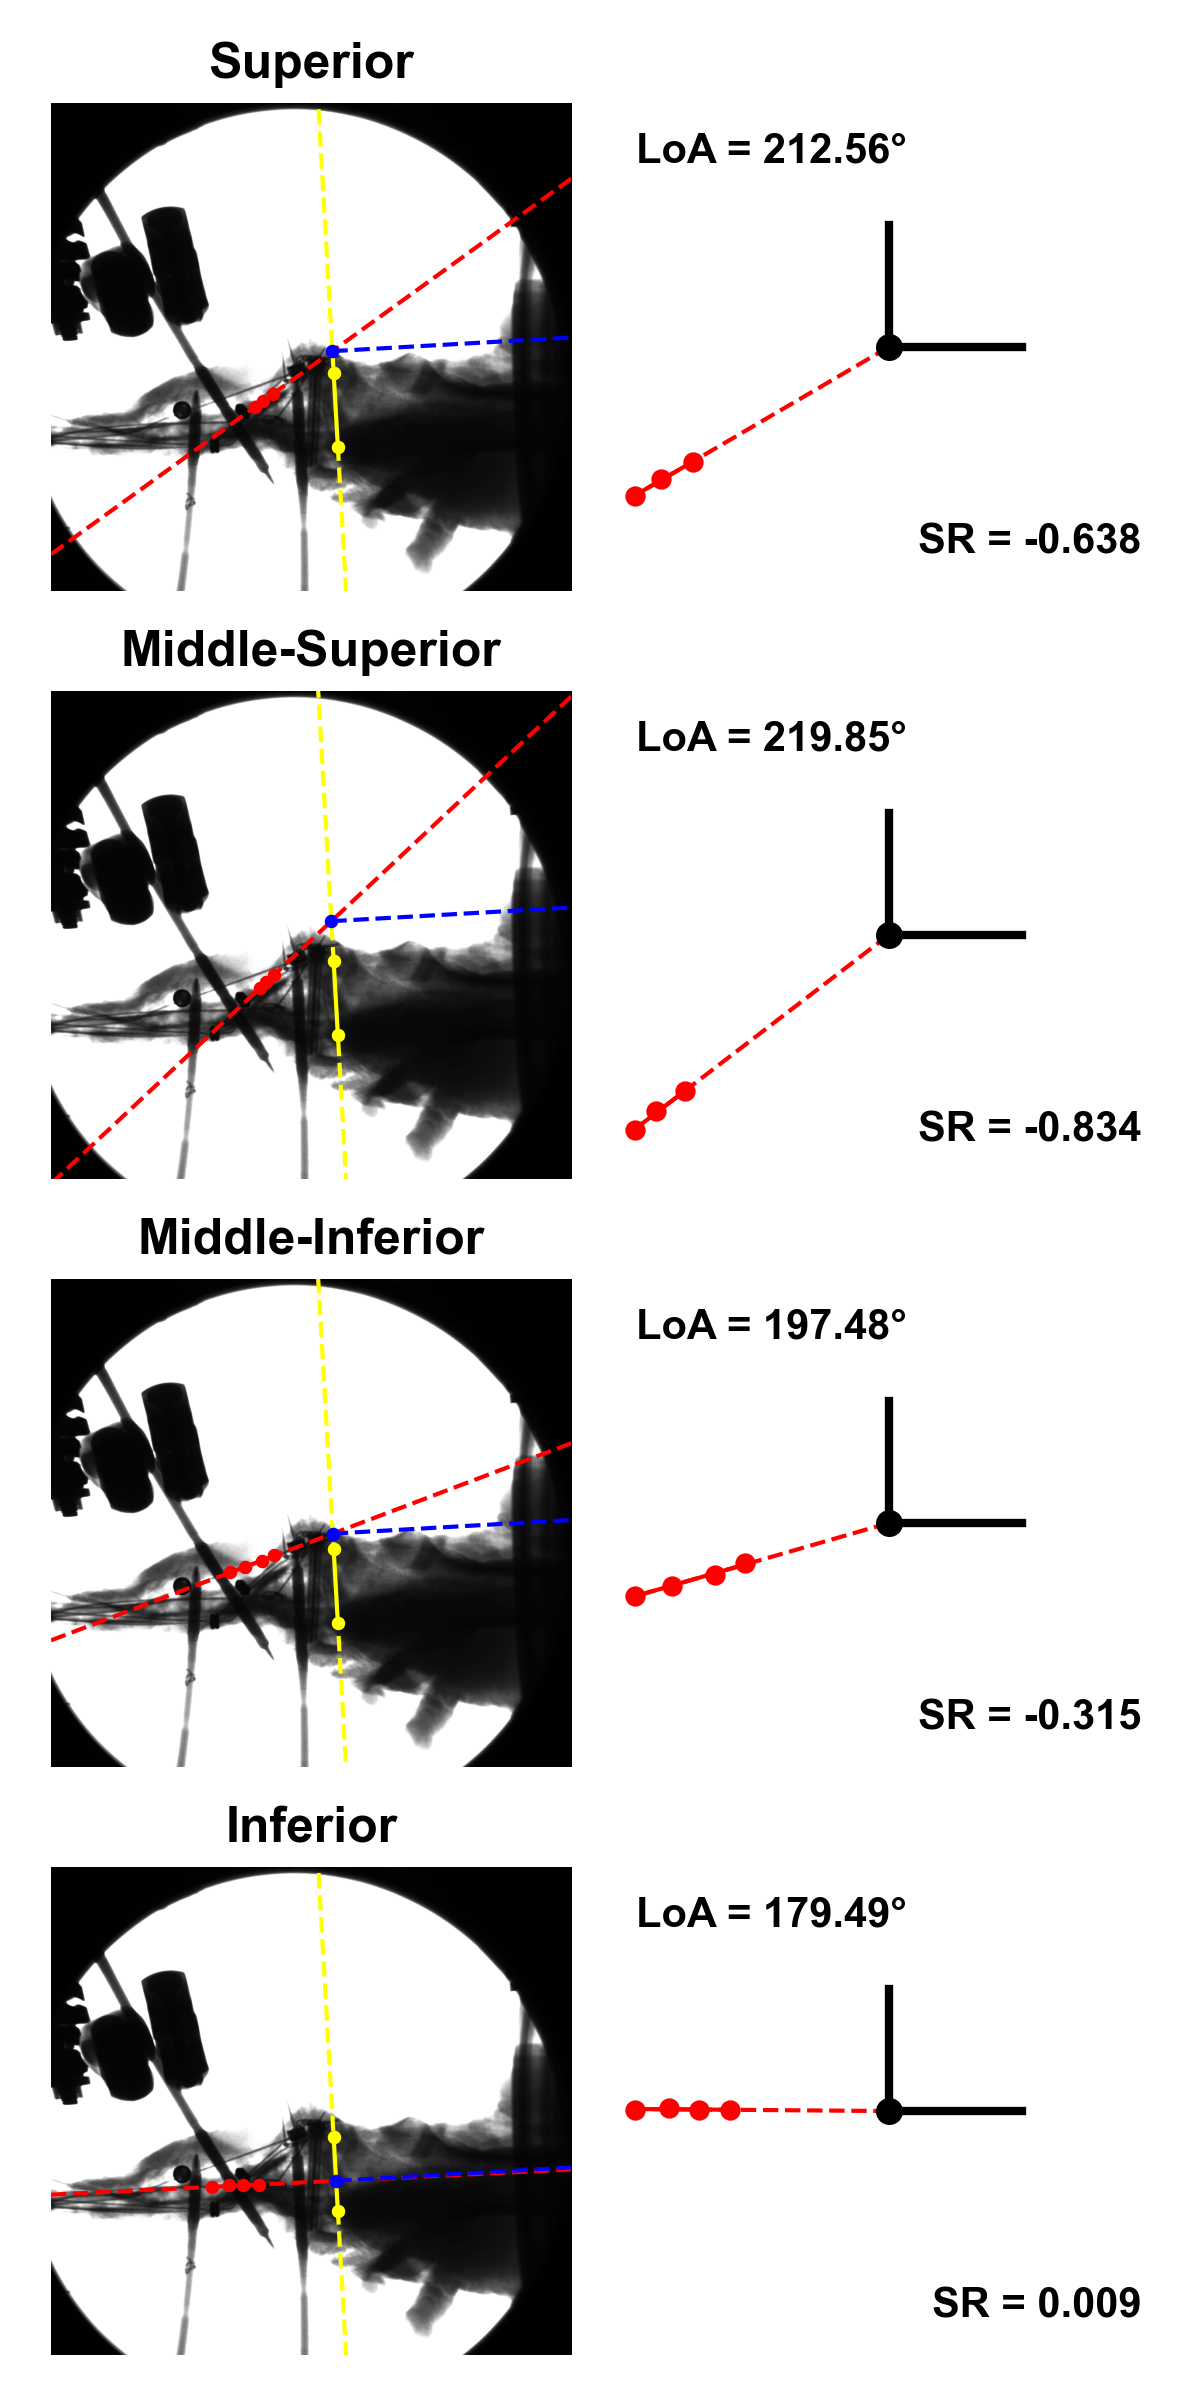 Superior
LoA = 212.56°
SR = -0.638
Middle-Superior
LoA = 219.85°
SR = -0.834
Middle-Inferior
LoA = 197.48°
SR = -0.315
Inferior
LoA = 179.49°
SR = 0.009